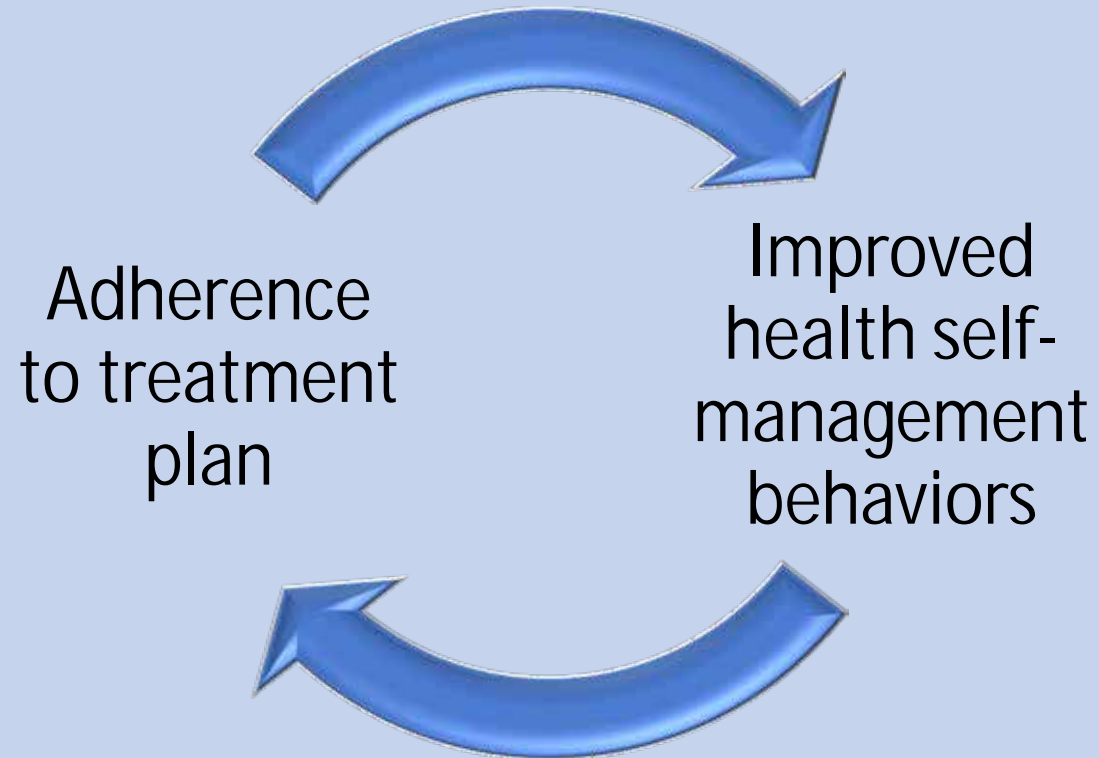 Adherence
to treatment
plan
Improved
health self-
management
behaviors